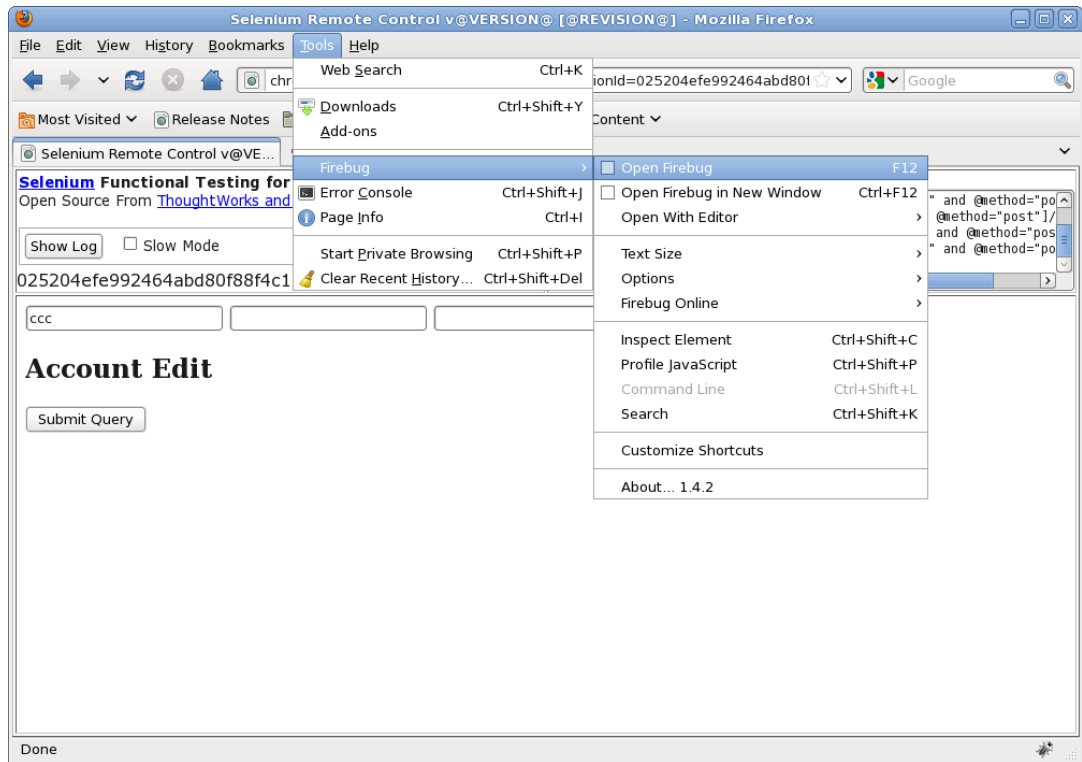 Selenium Remote Control v@VERSION@ [@REVISION@] - Mozilla Firefox
File Edit View History Bookmarks Tools Help
chr
ionId=025204efe992464abd801
Google
Most Visited
Release Notes
Content
Selenium Remote Control v@VE...
Selenium Functional Testing for
Open Source From ThoughtWorks and
Show Log
Slow Mode
025204efe992464abd80f88f4c1
Web Search Ctrl+K
Downloads Ctrl+Shift+Y
Add-ons
Firebug
Error Console Ctrl+Shift+J
Page Info Ctrl+I
Start Private Browsing Ctrl+Shift+P
Clear Recent History... Ctrl+Shift+Del
Open Firebug F12
Open Firebug in New Window Ctrl+F12
Open With Editor
Text Size
Options
Firebug Online
Inspect Element Ctrl+Shift+C
Profile JavaScript Ctrl+Shift+P
Command Line Ctrl+Shift+L
Search Ctrl+Shift+K
Customize Shortcuts
About... 1.4.2
" and @method="po
@method="post"]/
and @method="pos
" and @method="po
ccc
Account Edit
Submit Query
Done